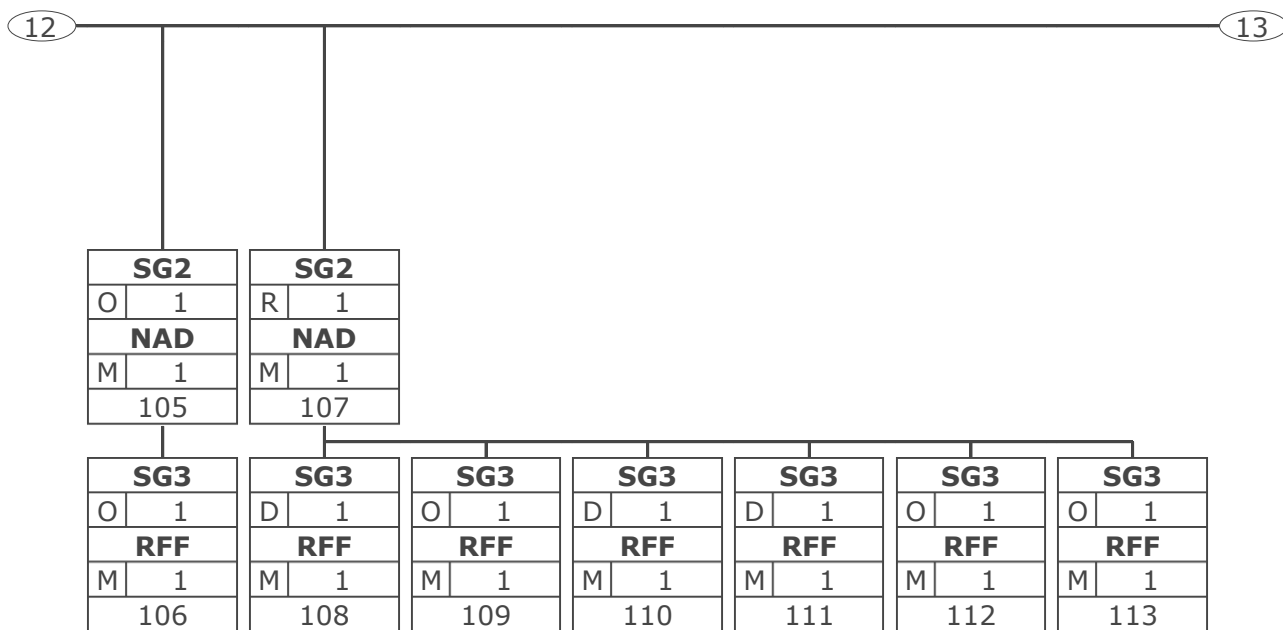 12 13
SG2 SG2
O 1 R 1
NAD NAD
M 1 M 1
105 107
SG3 SG3 SG3 SG3 SG3 SG3 SG3
O 1 D 1 O 1 D 1 D 1 O 1 O 1
RFF RFF RFF RFF RFF RFF RFF
M 1 M 1 M 1 M 1 M 1 M 1 M 1
106 108 109 110 111 112 113